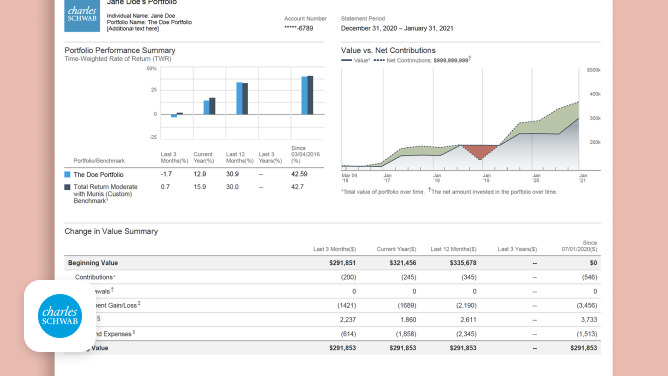 Jane Doe's Portfolio
charles
SCHWAB
Individual Name: Jane Doe
Portfolio Name: The Doe Portfolio
[Additional text here]
Account Number
*****-6789
Statement Period
December 31, 2020 – January 31, 2021
Portfolio Performance Summary
Time-Weighted Rate of Return (TWR)
50%
25
0
-25
Last 3 Months(%)
Current Year(%)
Last 12 Months(%)
Last 3 Years(%)
Since 03/04/2016 (%)
Portfolio/Benchmark
The Doe Portfolio -1.7 12.9 30.9 -- 42.59
Total Return Moderate 0.7 15.9 30.0 -- 42.7
with Munis (Custom)
Benchmark
Value vs. Net Contributions
Value* Net Contributions: $999,999,999†
$500k
400k
300k
200k
Mar 04 '16
Jan '17
Jan '18
Jan '19
Jan '20
Jan '21
*Total value of portfolio over time. †The net amount invested in the portfolio over time.
Change in Value Summary
Last 3 Months($) Current Year($) Last 12 Months($) Last 3 Years($) Since 07/01/2020($)
Beginning Value $291,851 $321,456 $335,678 -- $0
Contributions (200) (245) (345) -- (546)
awals† 0 0 0 -- 0
ent Gain/Loss‡ (1421) (1689) (2,190) -- (3,456)
§ 2,237 1,860 2,611 -- 3,733
nd Expenses (614) (1,858) (2,345) -- (1,513)
Value $291,853 $291,853 $291,853 -- $291,853
charles
SCHWAB